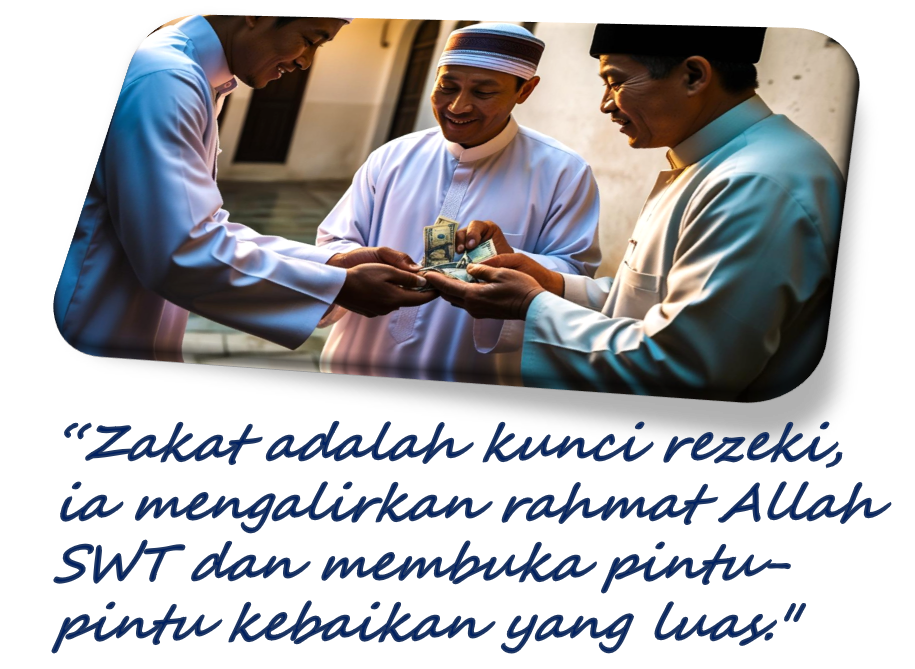 “Zakat adalah kunci rezeki,
ia mengalirkan rahmat Allah
SWT dan membuka pintu-
pintu kebaikan yang luas."